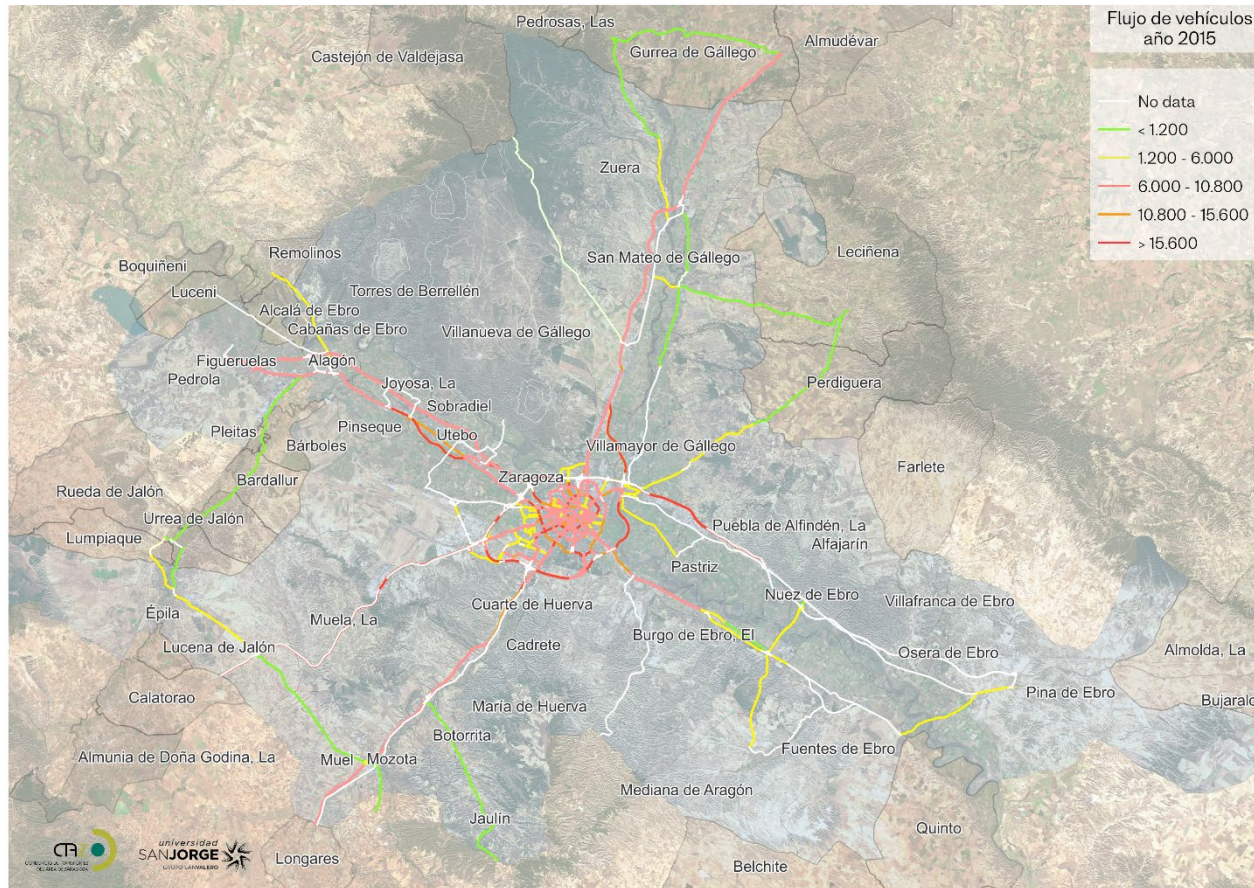 Flujo de vehículos
año 2015
No data
< 1.200
1.200 - 6.000
6.000 - 10.800
10.800 - 15.600
> 15.600
Pedrosas, Las
Almudévar
Gurrea de Gállego
Castejón de Valdejasa
Zuera
Leciñena
San Mateo de Gállego
Remolinos
Boquiñeni
Luceni
Torres de Berrellén
Alcalá de Ebro
Cabañas de Ebro
Villanueva de Gállego
Figueruelas
Alagón
Pedrola
Joyosa, La
Perdiguera
Sobradiel
Pleitas
Pinseque
Utebo
Bárboles
Villamayor de Gállego
Farlete
Bardallur
Zaragoza
Rueda de Jalón
Urrea de Jalón
Puebla de Alfindén, La
Lumpiaque
Alfajarín
Pastriz
Nuez de Ebro
Villafranca de Ebro
Épila
Muela, La
Cuarte de Huerva
Burgo de Ebro, El
Lucena de Jalón
Cadrete
Osera de Ebro
Almolda, La
Calatorao
Pina de Ebro
Bujaralo
María de Huerva
Botorrita
Almunia de Doña Godina, La
Muel
Mozota
Fuentes de Ebro
Mediana de Aragón
Jaulín
Quinto
Longares
Belchite
CTAZ
universidad
SANJORGE
GRUPO SANVALERO